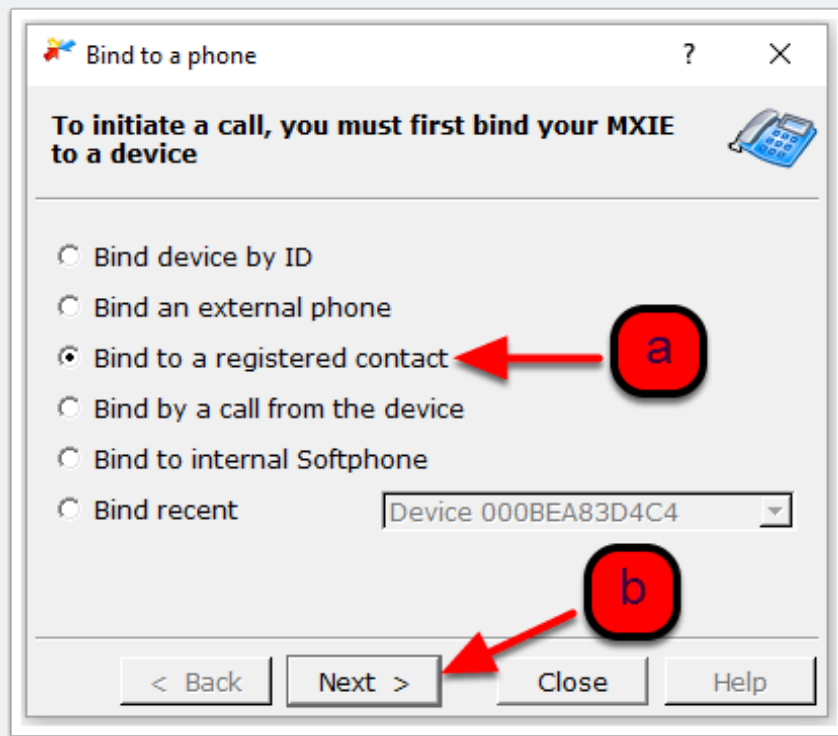 Bind to a phone
?
To initiate a call, you must first bind your MXIE
to a device
Bind device by ID
Bind an external phone
Bind to a registered contact
a
Bind by a call from the device
Bind to internal Softphone
Bind recent
Device 000BEA83D4C4
b
< Back
Next >
Close
Help